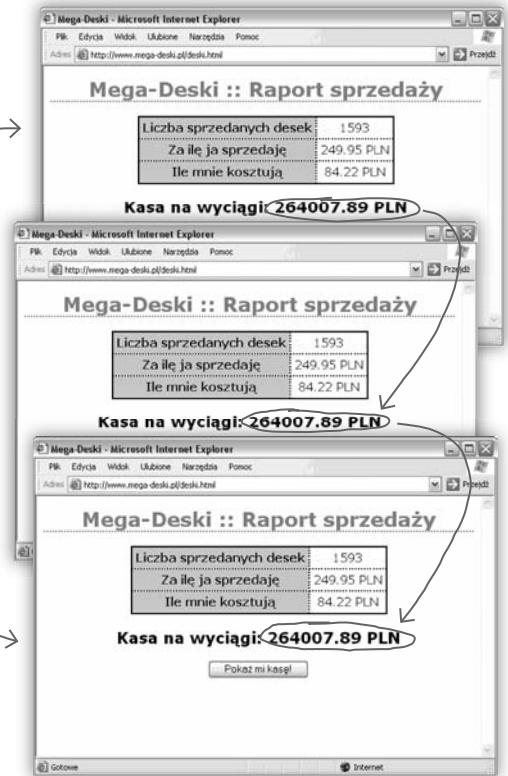 Mega-Deski - Microsoft Internet Explorer
Plik Edycja Widok Ulubione Narzędzia Pomoc
Adres http://www.mega-deski.pl/deski.html Przejdź
Mega-Deski :: Raport sprzedaży
Liczba sprzedanych desek 1593
Za ilę ja sprzedaję 249.95 PLN
Ile mnie kosztują 84.22 PLN
Kasa na wyciągi: 264007.89 PLN
Mega-Deski - Microsoft Internet Explorer
Plik Edycja Widok Ulubione Narzędzia Pomoc
Adres http://www.mega-deski.pl/deski.html Przejdź
Mega-Deski :: Raport sprzedaży
Liczba sprzedanych desek 1593
Za ilę ja sprzedaję 249.95 PLN
Ile mnie kosztują 84.22 PLN
Kasa na wyciągi: 264007.89 PLN
Mega-Deski - Microsoft Internet Explorer
Plik Edycja Widok Ulubione Narzędzia Pomoc
Adres http://www.mega-deski.pl/deski.html Przejdź
Mega-Deski :: Raport sprzedaży
Liczba sprzedanych desek 1593
Za ilę ja sprzedaję 249.95 PLN
Ile mnie kosztują 84.22 PLN
Kasa na wyciągi: 264007.89 PLN
Pokaż mi kasę!
Gotowe Internet